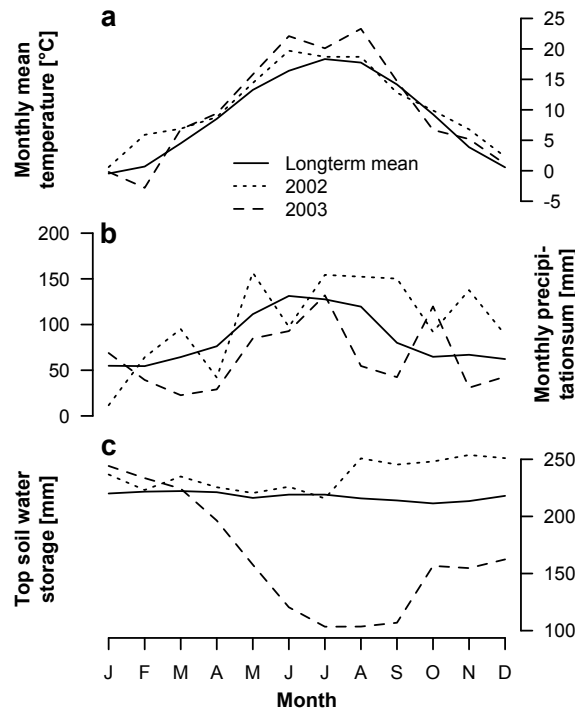 a
Monthly mean
temperature [°C]
25
20
15
10
5
0
-5
Longterm mean
2002
2003
b
200
150
100
50
0
Monthly precipi-
tationsum [mm]
c
Top soil water
storage [mm]
250
200
150
100
J F M A M J J A S O N D
Month